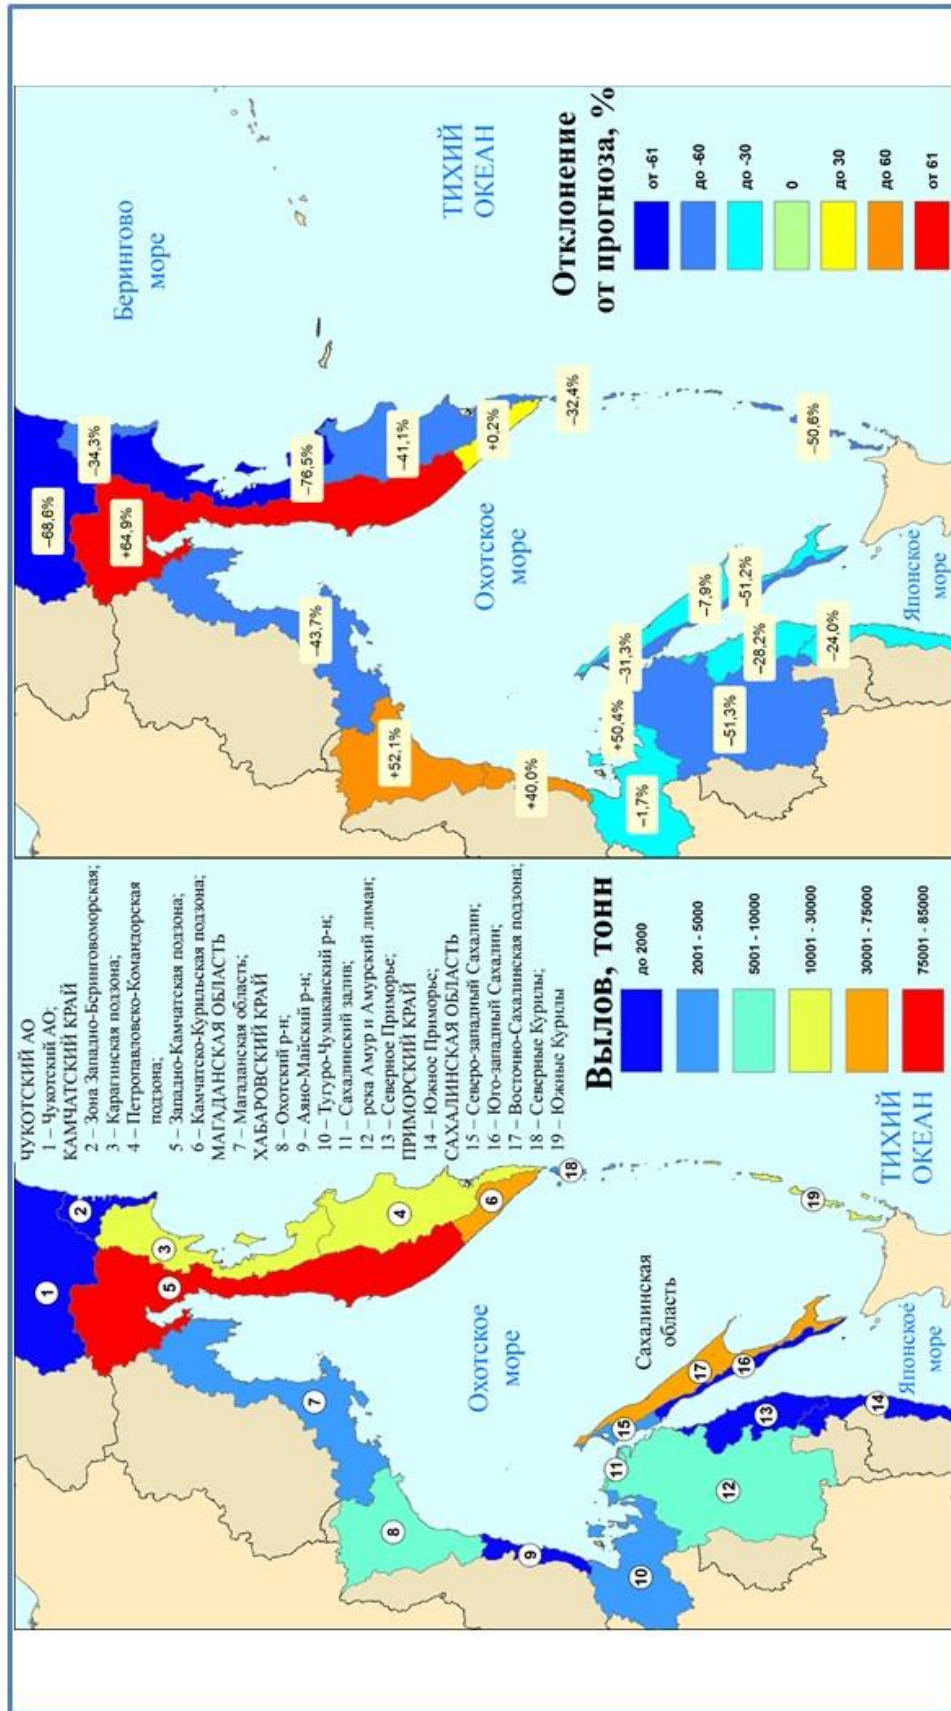 ЧУКОТСКИЙ АО
1 – Чукотский АО;
КАМЧАТСКИЙ КРАЙ
2 – Зона Западно-Беринговоморская;
3 – Карагинская подзона;
4 – Петропавловско-Командорская
подзона;
5 – Западно-Камчатская подзона;
6 – Камчатско-Курильская подзона;
МАГАДАНСКАЯ ОБЛАСТЬ
7 – Магаданская область;
ХАБАРОВСКИЙ КРАЙ
8 – Охотский р-н;
9 – Аяно-Майский р-н;
10 – Тугуро-Чумиканский р-н;
11 – Сахалинский залив;
12 – река Амур и Амурский лиман;
13 – Северное Приморье;
ПРИМОРСКИЙ КРАЙ
14 – Южное Приморье;
САХАЛИНСКАЯ ОБЛАСТЬ
15 – Северо-западный Сахалин;
16 – Юго-западный Сахалин;
17 – Восточно-Сахалинская подзона;
18 – Северные Курилы;
19 – Южные Курилы
1
2
3
4
5
6
7
8
9
10
11
12
13
14
15
16
17
18
19
Охотское
море
Сахалинская
область
Японское
море
ТИХИЙ
ОКЕАН
Вылов, тонн
до 2000
2001 - 5000
5001 - 10000
10001 - 30000
30001 - 75000
75001 - 85000
Берингово
море
ТИХИЙ
ОКЕАН
Охотское
море
Японское
море
–68,6%
–34,3%
+64,9%
–76,5%
–41,1%
+0,2%
–32,4%
–43,7%
+52,1%
+40,0%
–1,7%
+50,4%
–31,3%
–7,9%
–51,2%
–51,3%
–28,2%
–24,0%
–50,6%
Отклонение
от прогноза, %
от -61
до -60
до -30
0
до 30
до 60
от 61